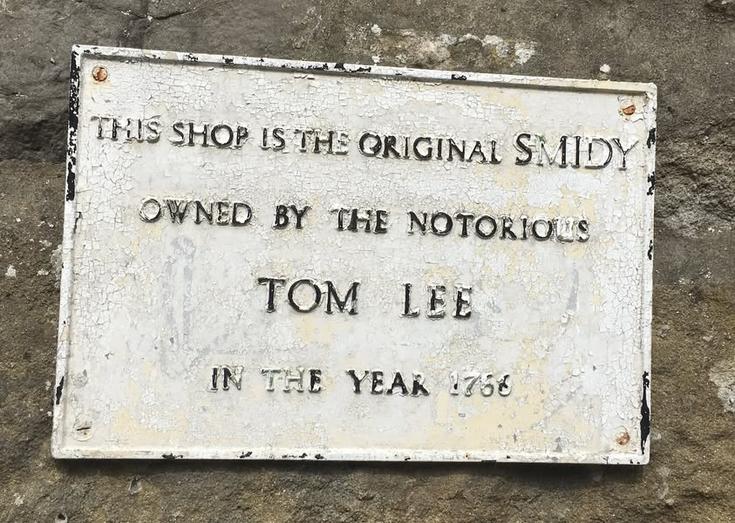 THIS SHOP IS THE ORIGINAL SMIDY
OWNED BY THE NOTORIOUS
TOM LEE
IN THE YEAR 1766